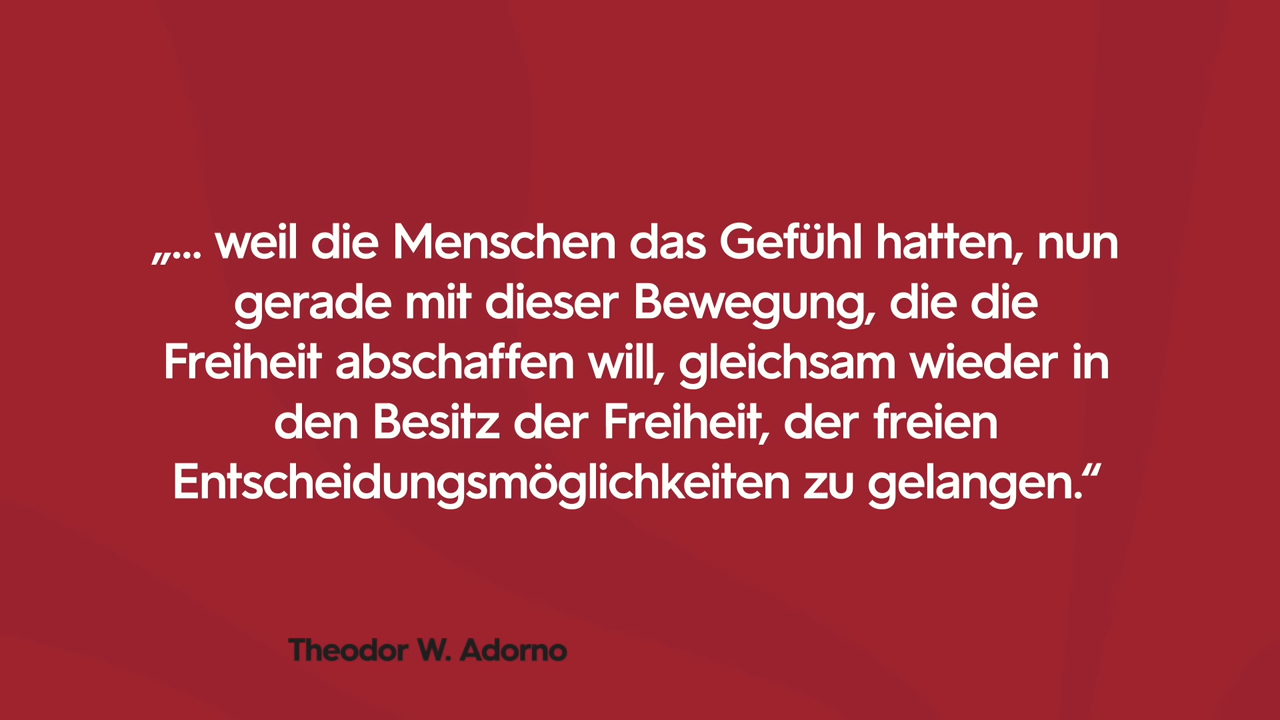 „... weil die Menschen das Gefühl hatten, nun
gerade mit dieser Bewegung, die die
Freiheit abschaffen will, gleichsam wieder in
den Besitz der Freiheit, der freien
Entscheidungsmöglichkeiten zu gelangen.“
Theodor W. Adorno